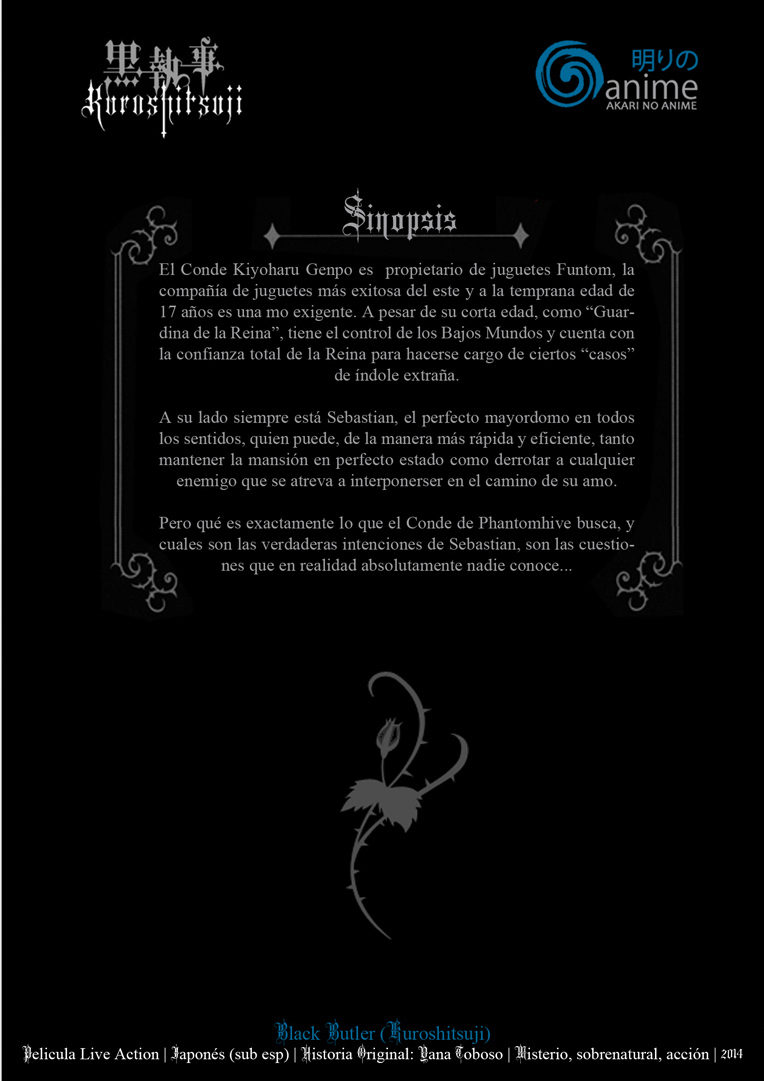 黒執事
Kuroshitsuji
明りの
anime
AKARI NO ANIME
Sinopsis
El Conde Kiyoharu Genpo es  propietario de juguetes Funtom, la
compañía de juguetes más exitosa del este y a la temprana edad de
17 años es una mo exigente. A pesar de su corta edad, como “Guar-
dina de la Reina”, tiene el control de los Bajos Mundos y cuenta con
la confianza total de la Reina para hacerse cargo de ciertos “casos”
de índole extraña.
A su lado siempre está Sebastian, el perfecto mayordomo en todos
los sentidos, quien puede, de la manera más rápida y eficiente, tanto
mantener la mansión en perfecto estado como derrotar a cualquier
enemigo que se atreva a interponerser en el camino de su amo.
Pero qué es exactamente lo que el Conde de Phantomhive busca, y
cuales son las verdaderas intenciones de Sebastian, son las cuestio-
nes que en realidad absolutamente nadie conoce...
Black Butler (Kuroshitsuji)
Pelicula Live Action | Japonés (sub esp) | Historia Original: Yana Toboso | Misterio, sobrenatural, acción | 2014